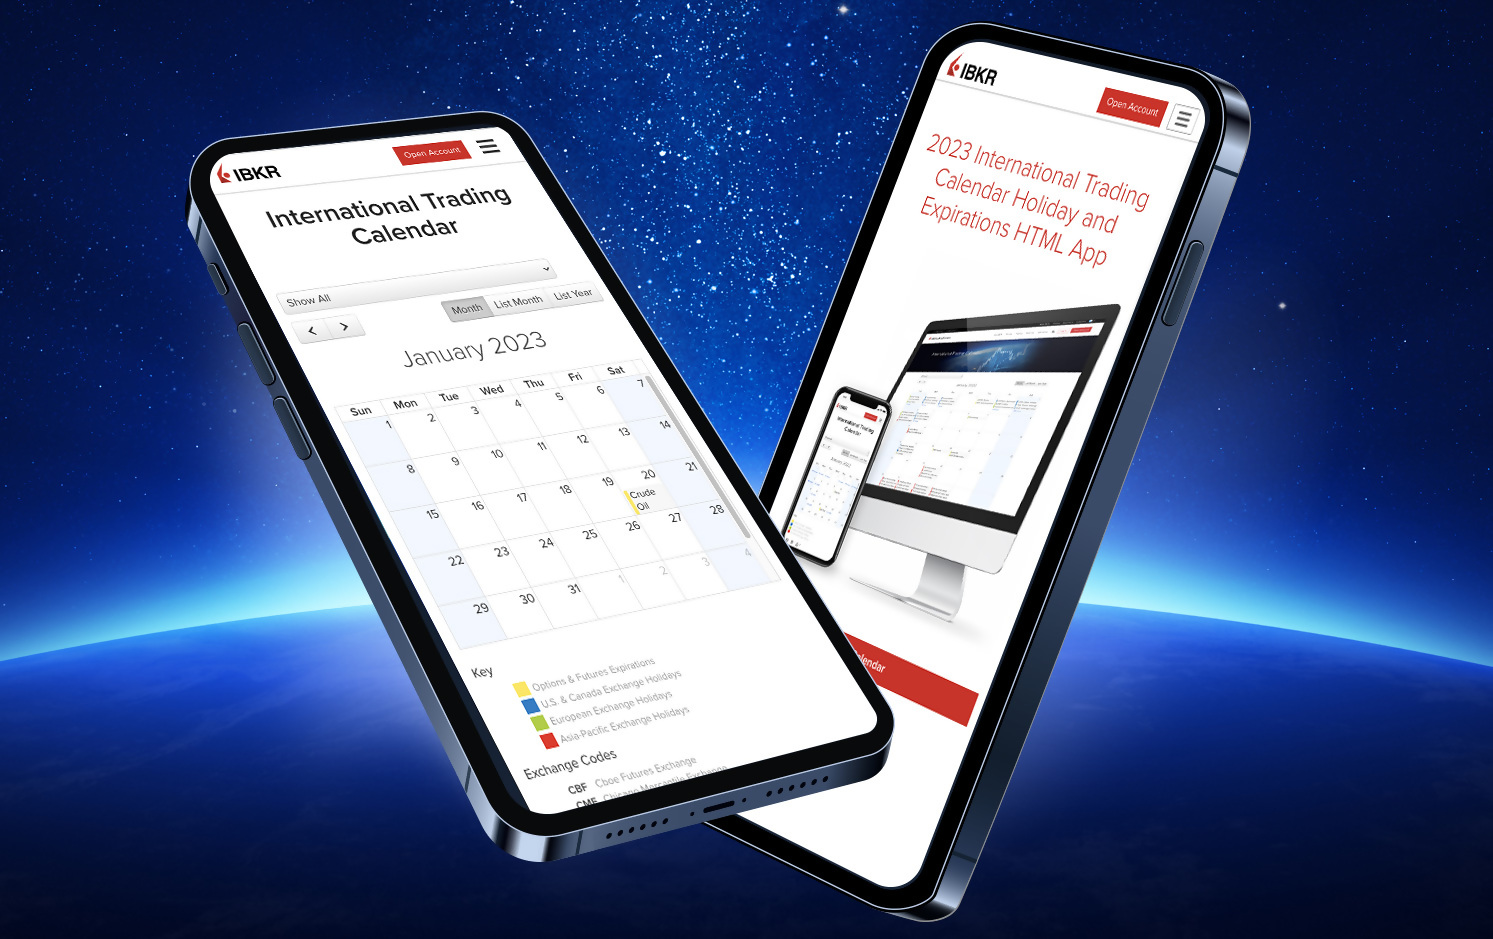 IBKR
Open Account
International Trading
Calendar
Show All
Month
List Month
List Year
January 2023
Sun Mon Tue Wed Thu Fri Sat
1 2 3 4 5 6 7
8 9 10 11 12 13 14
15 16 17 18 19 20 21
Crude
Oil
22 23 24 25 26 27 28
29 30 31 1 2 3 4
Key
Options & Futures Expirations
U.S. & Canada Exchange Holidays
European Exchange Holidays
Asia-Pacific Exchange Holidays
Exchange Codes
CBF Cboe Futures Exchange
CME Chicago Mercantile Exchange
IBKR
Open Account
2023 International Trading
Calendar Holiday and
Expirations HTML App
IBKR
International Trading
Calendar
January 2023
Calendar